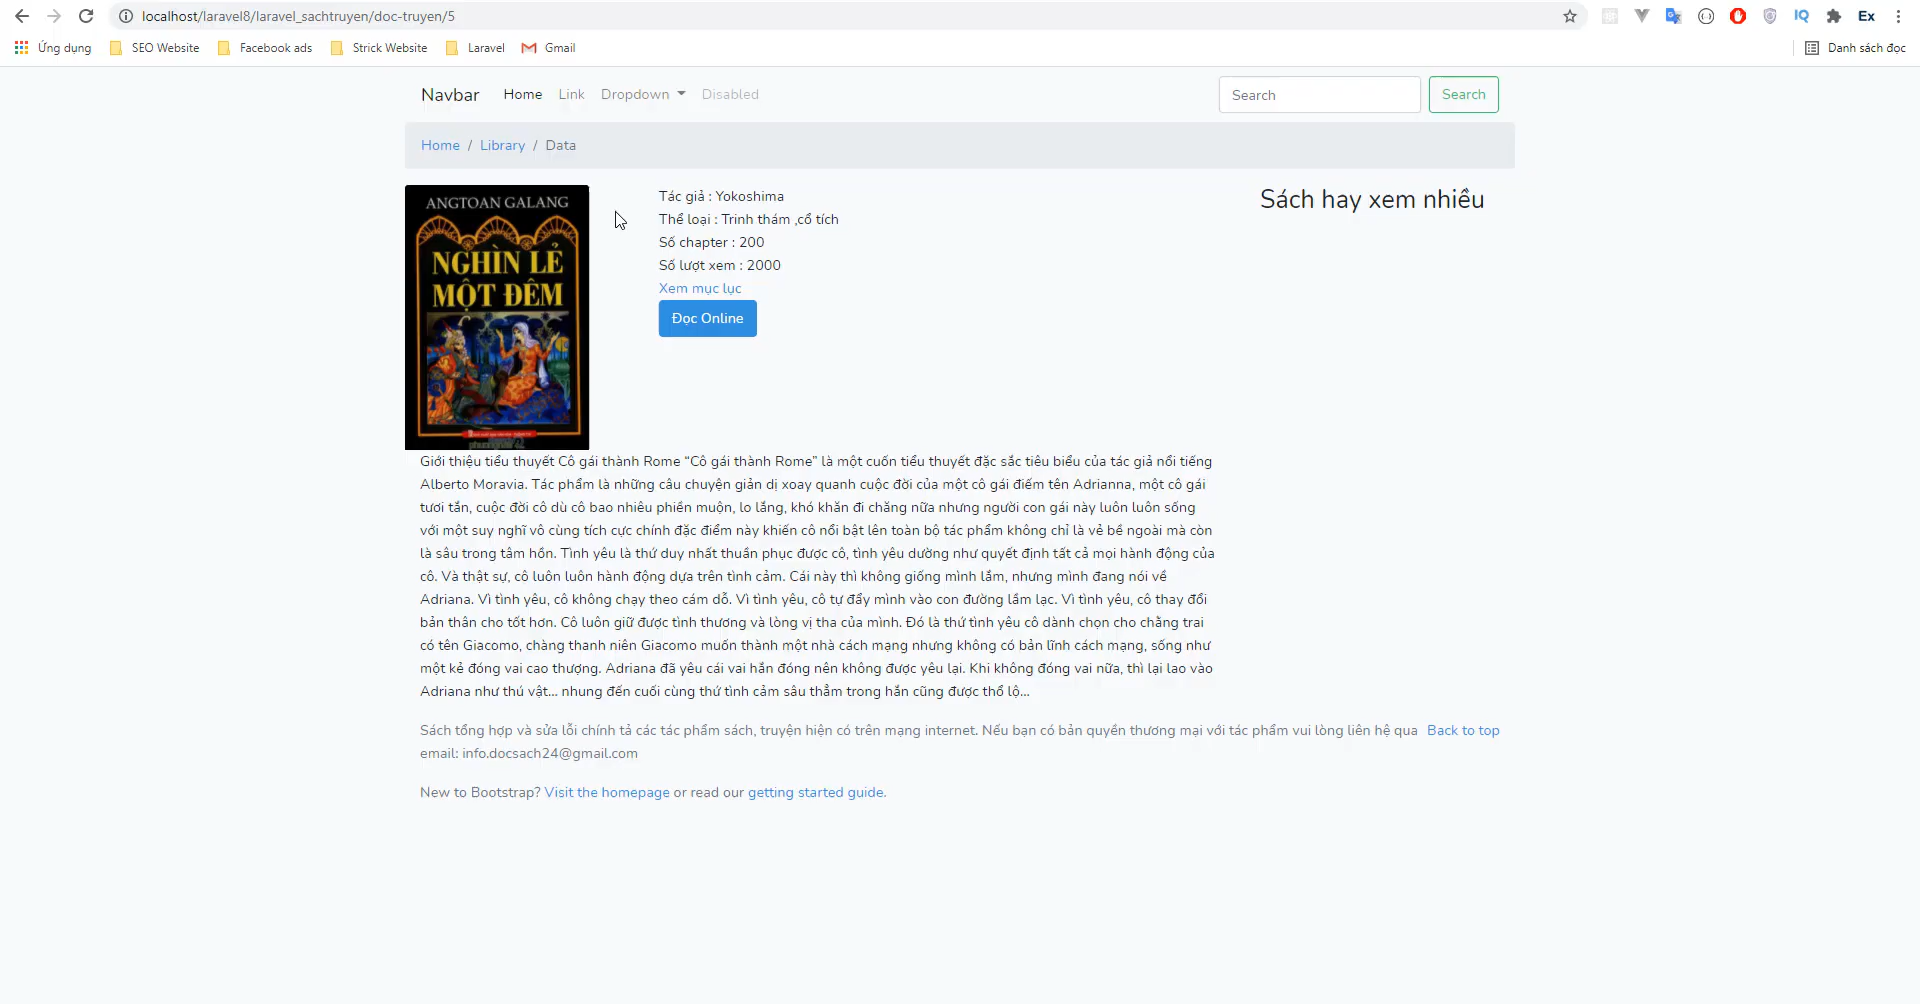 localhost/laravel8/laravel_sachtruyen/doc-truyen/5
IQ
Ex
Ứng dụng
SEO Website
Facebook ads
Strick Website
Laravel
Gmail
Danh sách đọc
Navbar
Home
Link
Dropdown
Disabled
Search
Search
Home / Library / Data
ANGTOAN GALANG
NGHÌN LẺ
MỘT ĐÊM
Tác giả : Yokoshima
Thể loại : Trinh thám ,cổ tích
Số chapter : 200
Số lượt xem : 2000
Xem mục lục
Đọc Online
Sách hay xem nhiều
Giới thiệu tiểu thuyết Cô gái thành Rome “Cô gái thành Rome” là một cuốn tiểu thuyết đặc sắc tiêu biểu của tác giả nổi tiếng
Alberto Moravia. Tác phẩm là những câu chuyện giản dị xoay quanh cuộc đời của một cô gái điếm tên Adrianna, một cô gái
tươi tắn, cuộc đời cô dù cô bao nhiêu phiền muộn, lo lắng, khó khăn đi chăng nữa nhưng người con gái này luôn luôn sống
với một suy nghĩ vô cùng tích cực chính đặc điểm này khiến cô nổi bật lên toàn bộ tác phẩm không chỉ là vẻ bề ngoài mà còn
là sâu trong tâm hồn. Tình yêu là thứ duy nhất thuần phục được cô, tình yêu dường như quyết định tất cả mọi hành động của
cô. Và thật sự, cô luôn luôn hành động dựa trên tình cảm. Cái này thì không giống mình lắm, nhưng mình đang nói về
Adriana. Vì tình yêu, cô không chạy theo cám dỗ. Vì tình yêu, cô tự đẩy mình vào con đường lầm lạc. Vì tình yêu, cô thay đổi
bản thân cho tốt hơn. Cô luôn giữ được tình thương và lòng vị tha của mình. Đó là thứ tình yêu cô dành chọn cho chằng trai
có tên Giacomo, chàng thanh niên Giacomo muốn thành một nhà cách mạng nhưng không có bản lĩnh cách mạng, sống như
một kẻ đóng vai cao thượng. Adriana đã yêu cái vai hắn đóng nên không được yêu lại. Khi không đóng vai nữa, thì lại lao vào
Adriana như thú vật… nhung đến cuối cùng thứ tình cảm sâu thẳm trong hắn cũng được thổ lộ…
Sách tổng hợp và sửa lỗi chính tả các tác phẩm sách, truyện hiện có trên mạng internet. Nếu bạn có bản quyền thương mại với tác phẩm vui lòng liên hệ qua
email: info.docsach24@gmail.com
Back to top
New to Bootstrap? Visit the homepage or read our getting started guide.